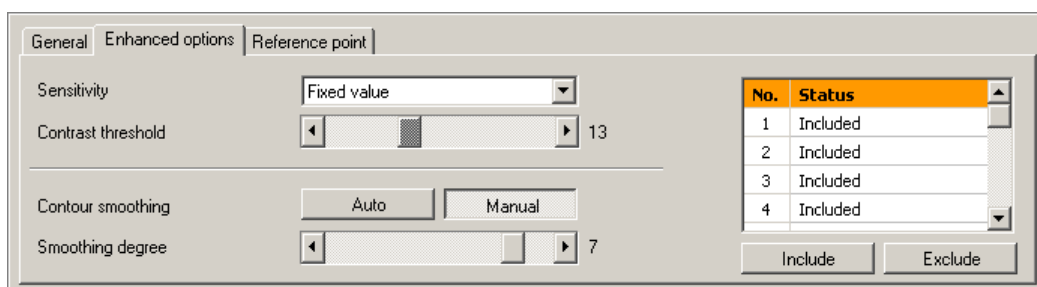 General Enhanced options Reference point
Sensitivity Fixed value
Contrast threshold 13
Contour smoothing Auto Manual
Smoothing degree 7
No. Status
1 Included
2 Included
3 Included
4 Included
Include Exclude